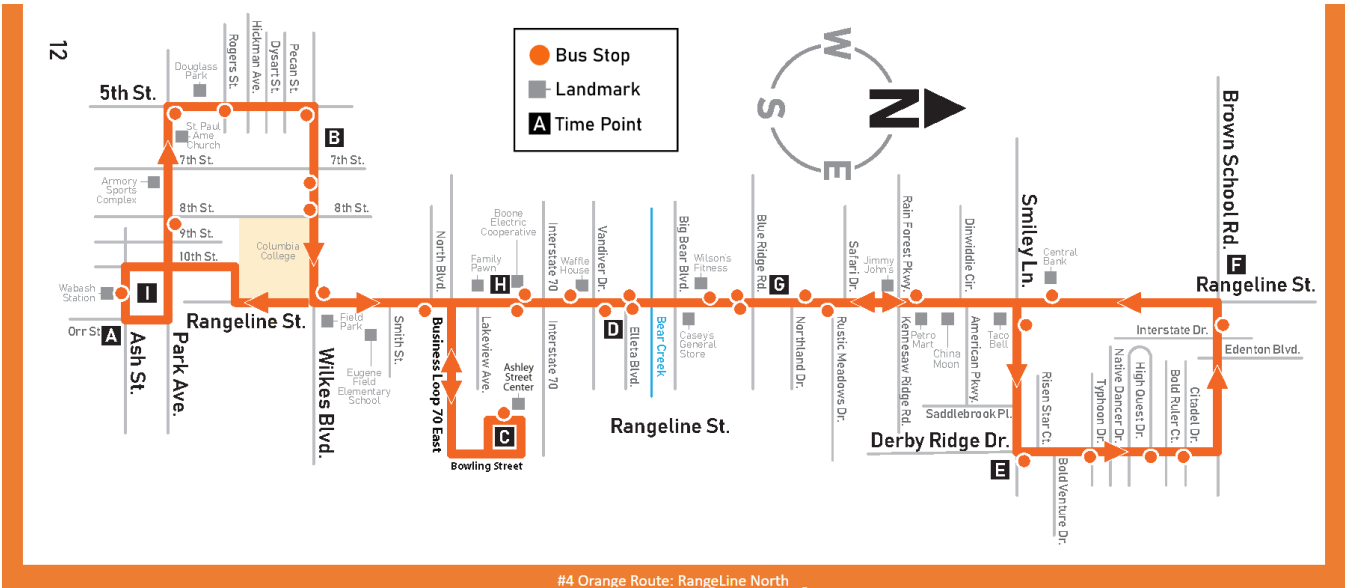 12
5th St.
Douglass
Park
Rogers St.
Hickman Ave.
Dysart St.
Pecan St.
B
St. Paul
Ame
Church
7th St.
7th St.
Armory
Sports
Complex
8th St.
8th St.
9th St.
10th St.
Columbia
College
Wabash
Station
I
Orr St
A
Ash St.
Park Ave.
Rangeline St.
Wilkes Blvd.
Field
Park
Eugene
Field
Elementary
School
Smith St.
Bus Stop
Landmark
A Time Point
W
S
N
E
North Blvd.
Business Loop 70 East
Family
Pawn
H
Boone
Electric
Cooperative
Lakeview Ave.
Ashley
Street
Center
C
Bowling Street
Interstate 70
Interstate 70
Waffle
House
Vandiver Dr.
D
Elleta Blvd.
Bear Creek
Big Bear Blvd.
Wilson's
Fitness
Casey's
General
Store
Rangeline St.
Blue Ridge Rd.
G
Northland Dr.
Rustic Meadows Dr.
Safari Dr.
Jimmy
John's
Rain Forest Pkwy.
Kennesaw Ridge Rd.
Petro
Mart
China
Moon
Dinwiddie Cir.
American Pkwy.
Taco
Bell
Saddlebrook Pl.
Derby Ridge Dr.
E
Smiley Ln.
Central
Bank
Risen Star Ct.
Bold Venture Dr.
Typhoon Dr.
Native Dancer Dr.
High Quest Dr.
Bold Ruler Ct.
Citadel Dr.
Brown School Rd.
F
Rangeline St.
Interstate Dr.
Edenton Blvd.
#4 Orange Route: RangeLine North